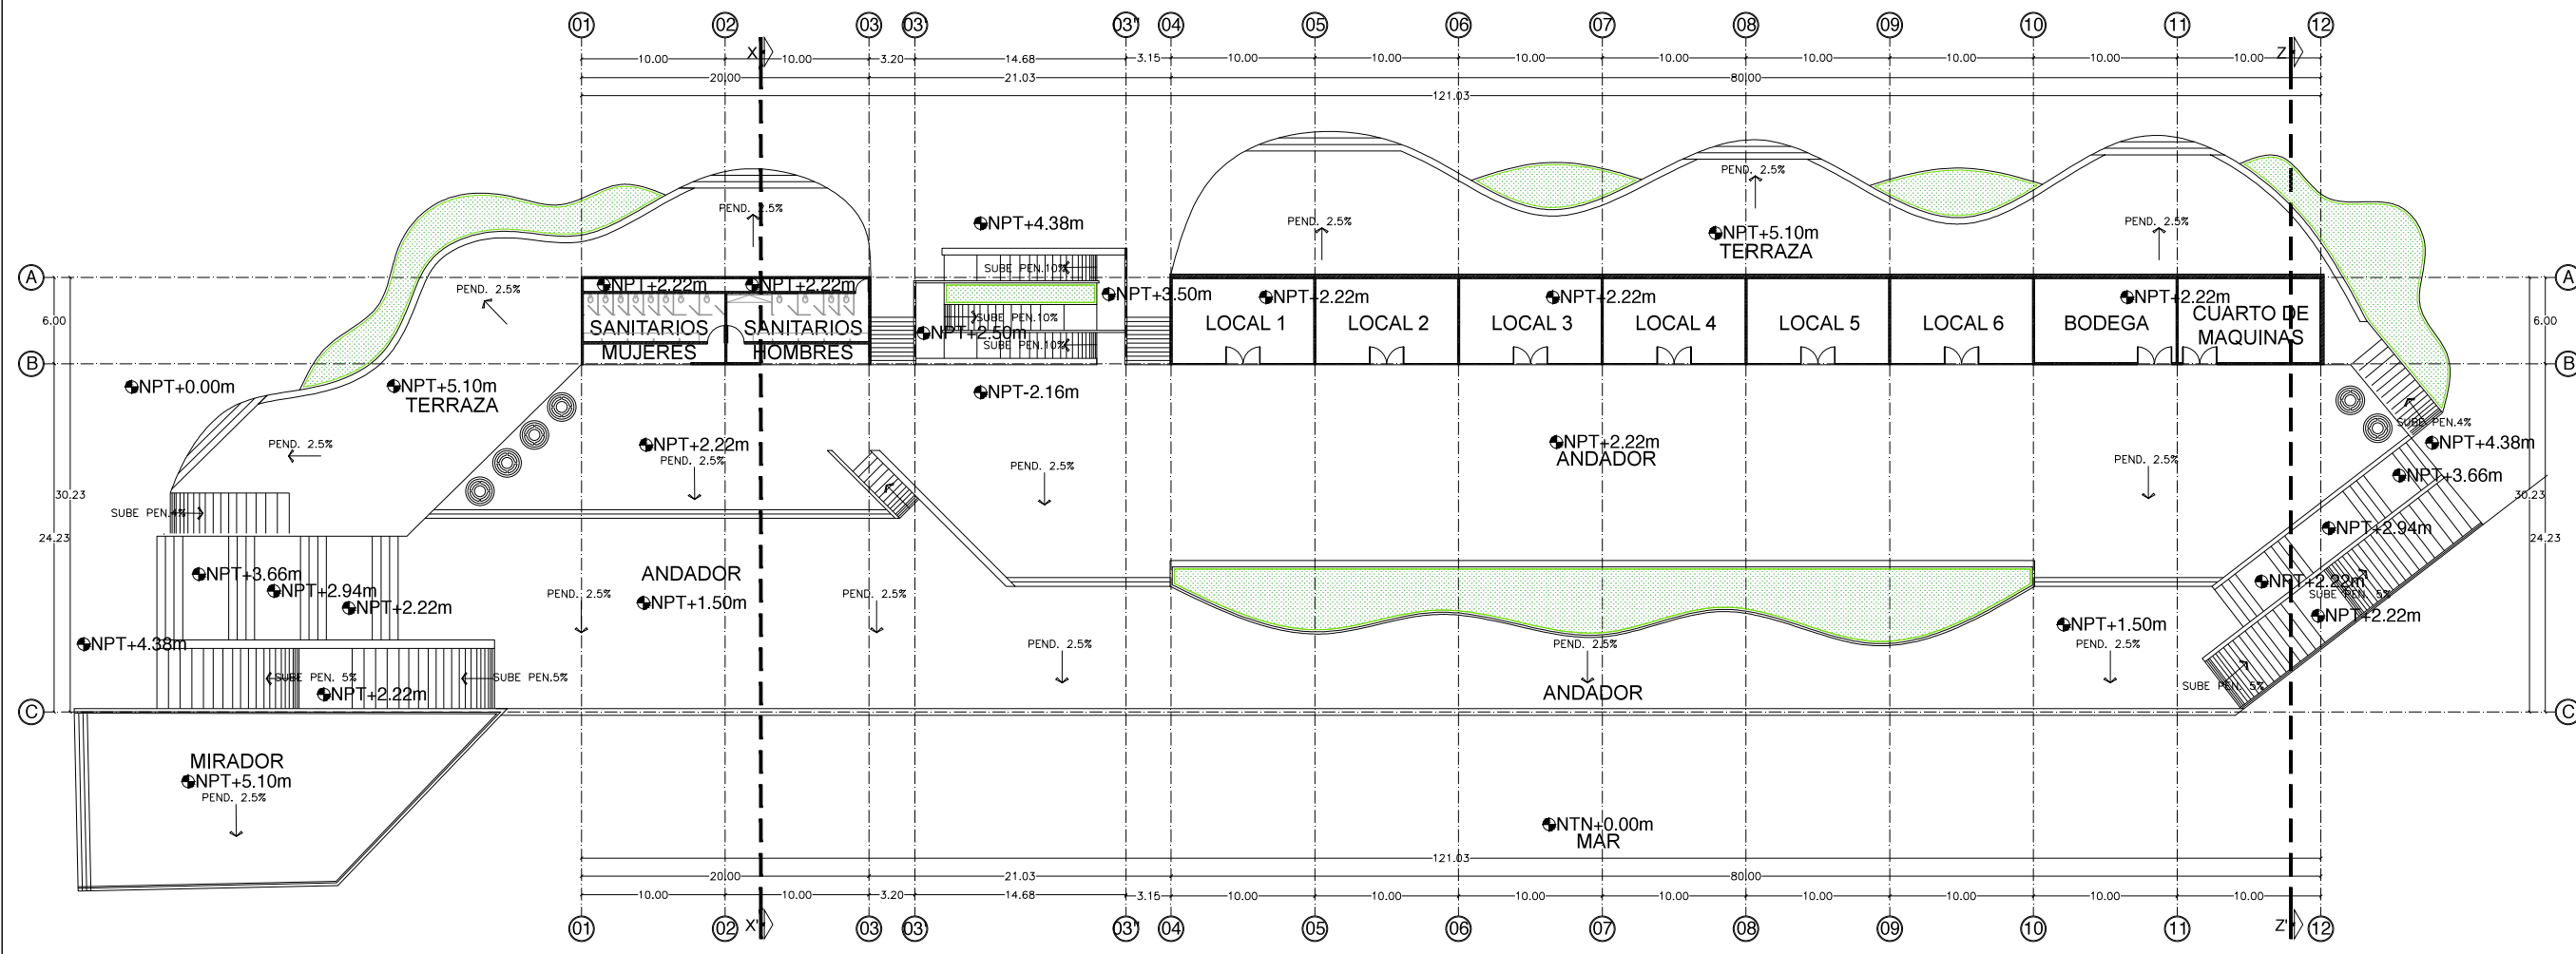 01 02 03 03' 03" 04 05 06 07 08 09 10 11 12
X Z
10.00 10.00 3.20 14.68 3.15 10.00 10.00 10.00 10.00 10.00 10.00 10.00 10.00
20.00 21.03 80.00
121.03
PEND. 2.5%
PEND. 2.5%
NPT+4.38m
PEND. 2.5%
NPT+5.10m
TERRAZA
PEND. 2.5%
SUBE PEN.10%
A A
NPT+2.22m NPT+2.22m
PEND. 2.5%
NPT+3.50m
NPT+2.22m NPT+2.22m NPT+2.22m
6.00 6.00
SUBE PEN.10%
NPT+2.50m
SUBE PEN.10%
SANITARIOS
MUJERES
SANITARIOS
HOMBRES
LOCAL 1 LOCAL 2 LOCAL 3 LOCAL 4 LOCAL 5 LOCAL 6 BODEGA
CUARTO DE
MAQUINAS
B B
NPT+0.00m
NPT+5.10m
TERRAZA
NPT-2.16m
SUBE PEN.4%
PEND. 2.5%
NPT+2.22m
PEND. 2.5%
PEND. 2.5%
NPT+2.22m
ANDADOR
PEND. 2.5%
NPT+4.38m
NPT+3.66m
30.23 30.23
SUBE PEN.4%
NPT+2.94m
24.23 24.23
NPT+3.66m
NPT+2.94m
NPT+2.22m
ANDADOR
NPT+1.50m
PEND. 2.5%
PEND. 2.5%
NPT+2.22m
SUBE PEN. 5%
NPT+2.22m
NPT+4.38m
PEND. 2.5%
PEND. 2.5%
NPT+1.50m
PEND. 2.5%
SUBE PEN. 5%
SUBE PEN.5%
NPT+2.22m
ANDADOR
SUBE PEN. 5%
C C
MIRADOR
NPT+5.10m
PEND. 2.5%
NTN+0.00m
MAR
121.03
20.00 21.03 80.00
10.00 10.00 3.20 14.68 3.15 10.00 10.00 10.00 10.00 10.00 10.00 10.00 10.00
X' Z'
01 02 03 03' 03" 04 05 06 07 08 09 10 11 12